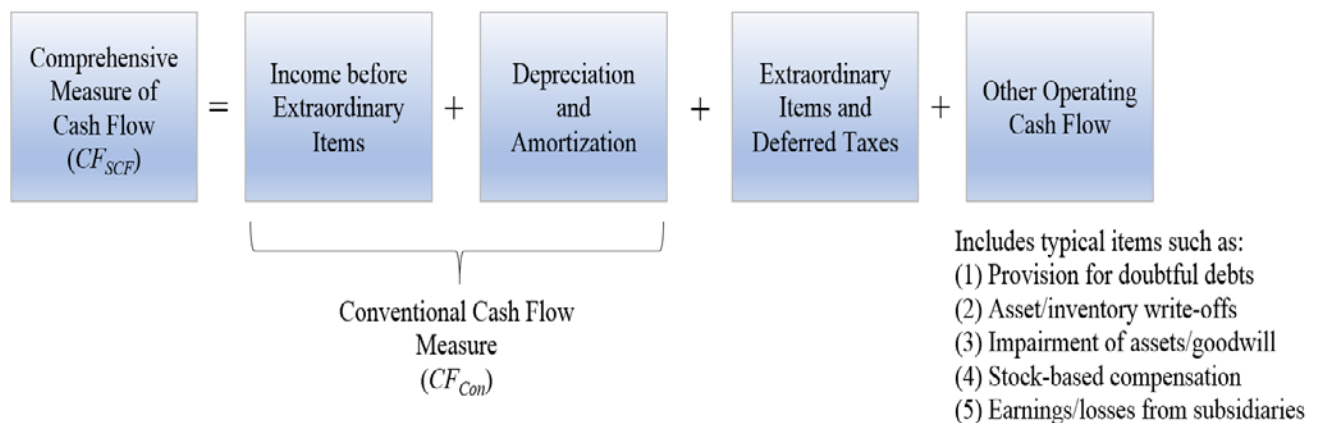 Comprehensive
Measure of
Cash Flow
(CF_SCF)
=
Income before
Extraordinary
Items
+
Depreciation
and
Amortization
+
Extraordinary
Items and
Deferred Taxes
+
Other Operating
Cash Flow
Conventional Cash Flow
Measure
(CF_Con)
Includes typical items such as:
(1) Provision for doubtful debts
(2) Asset/inventory write-offs
(3) Impairment of assets/goodwill
(4) Stock-based compensation
(5) Earnings/losses from subsidiaries